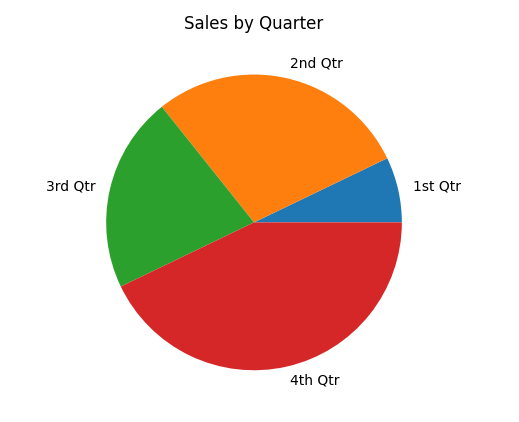 Sales by Quarter
2nd Qtr
3rd Qtr
1st Qtr
4th Qtr